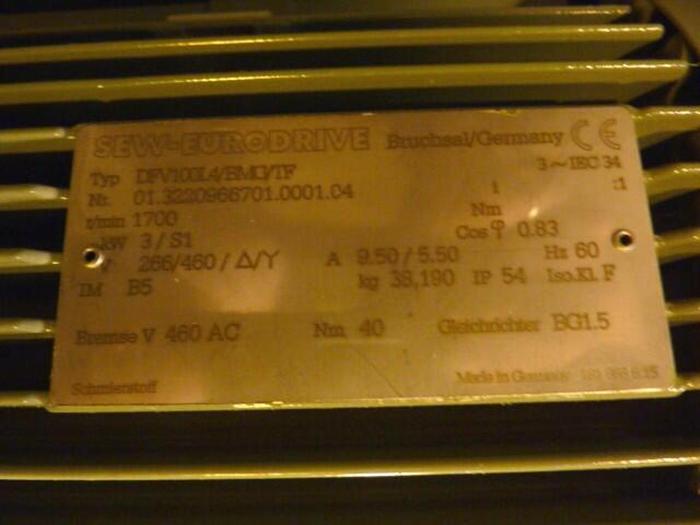 SEW-EURODRIVE Bruchsal/Germany CE
Typ DFV100L4/BMG/TF 3~IEC 34
Nr. 01.3220966701.0001.04 i :1
r/min 1700 Nm
kW 3/S1 Cos φ 0.83
V 266/460/Δ/Y A 9.50/5.50 Hz 60
IM B5 kg 38,190 IP 54 Iso.Kl. F
Bremse V 460 AC Nm 40 Gleichrichter BG1.5
Schmierstoff Made in Germany